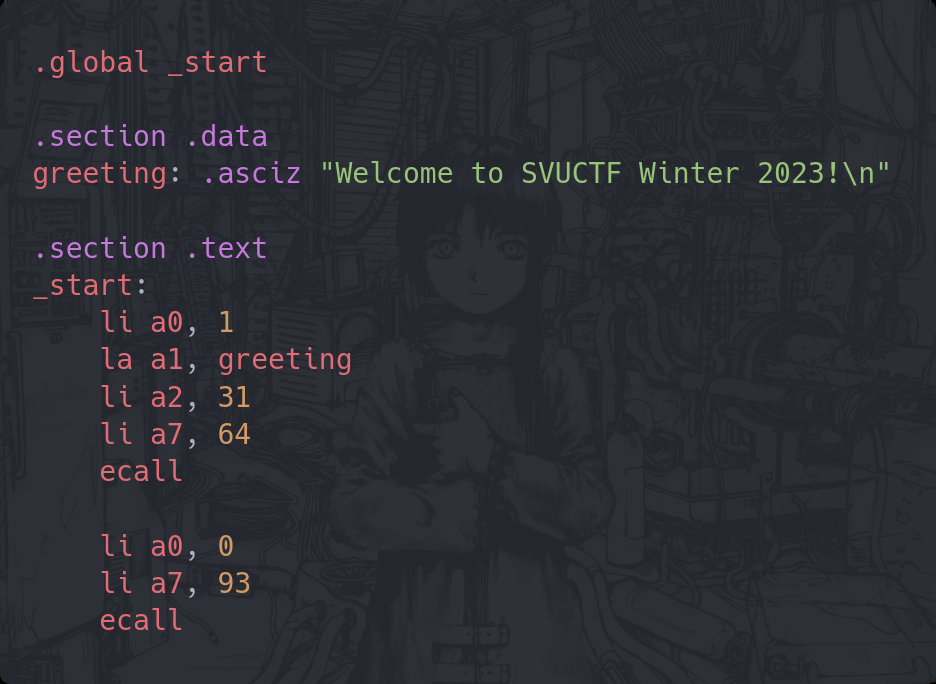 .global _start
.section .data
greeting: .asciz "Welcome to SVUCTF Winter 2023!\n"
.section .text
_start:
li a0, 1
la a1, greeting
li a2, 31
li a7, 64
ecall
li a0, 0
li a7, 93
ecall